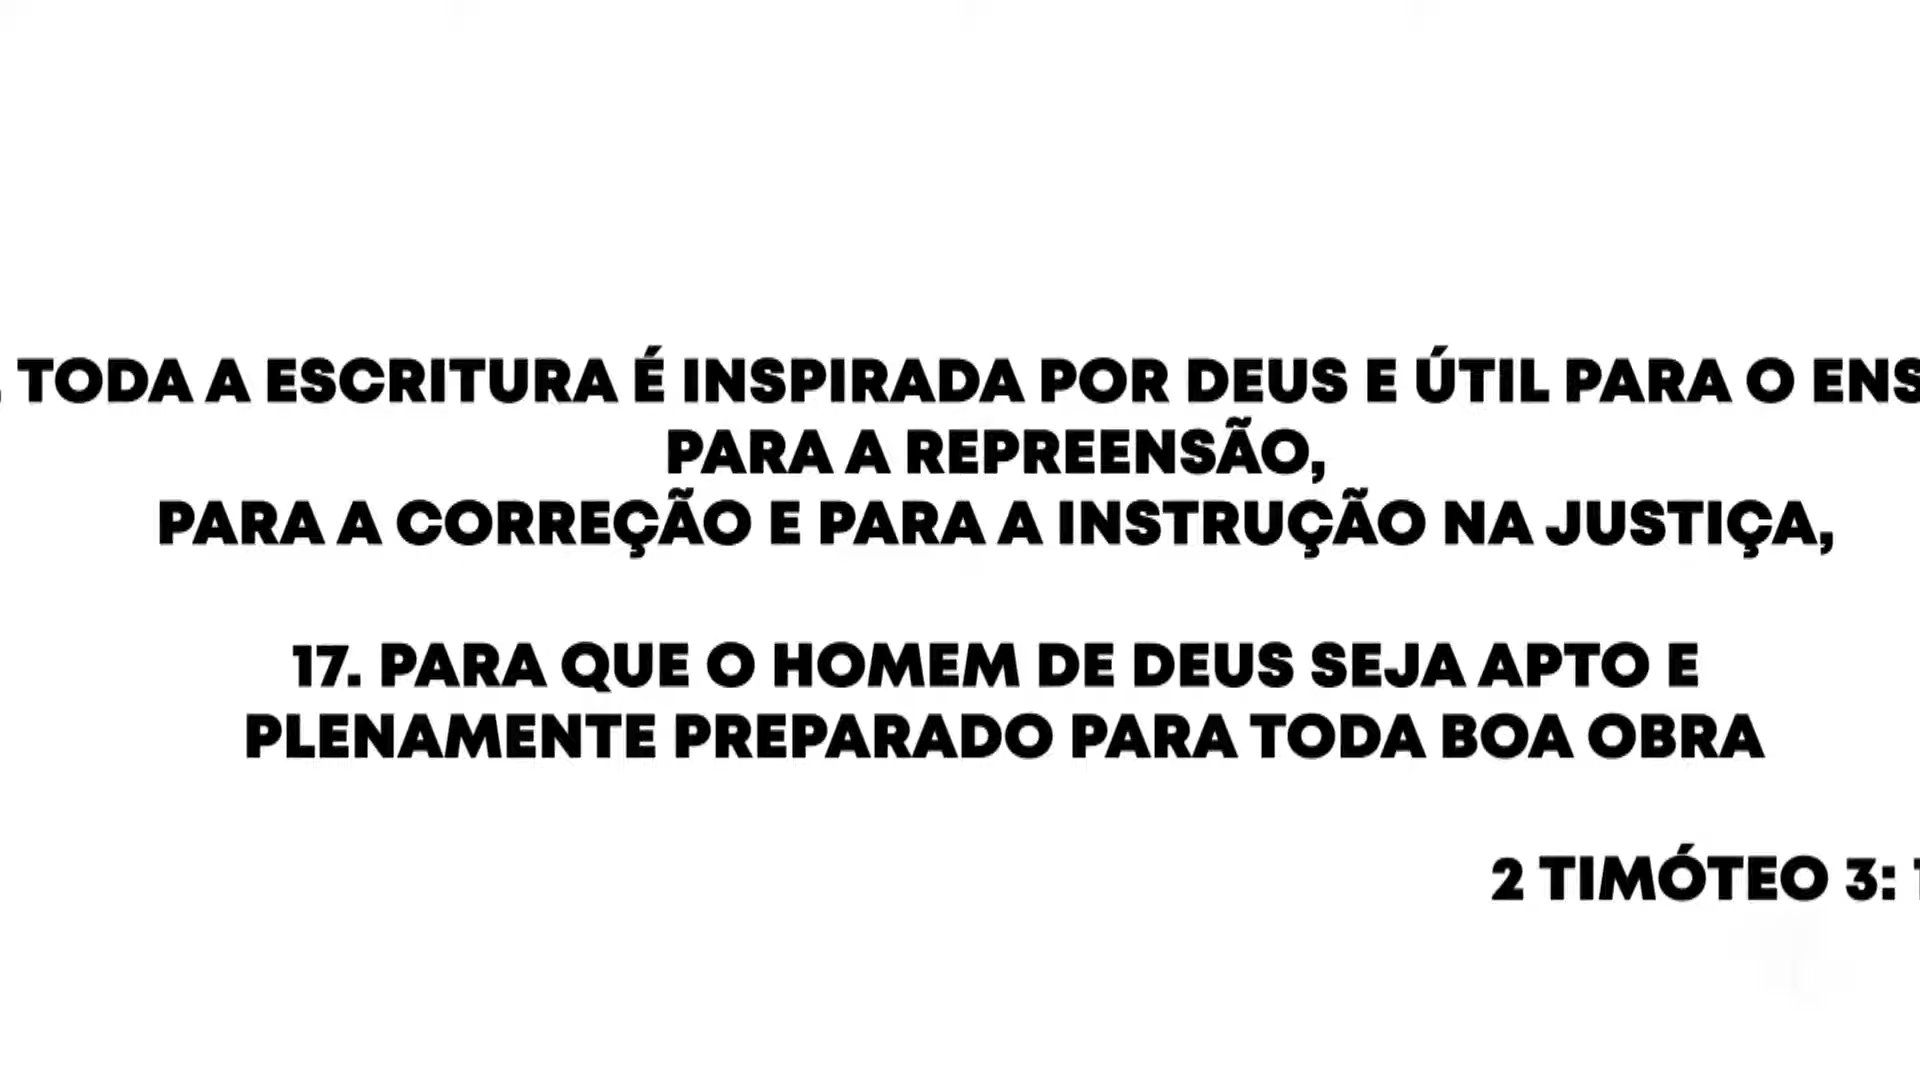 TODA A ESCRITURA É INSPIRADA POR DEUS E ÚTIL PARA O
PARA A REPREENSÃO,
PARA A CORREÇÃO E PARA A INSTRUÇÃO NA JUSTIÇA,
17. PARA QUE O HOMEM DE DEUS SEJA APTO E
PLENAMENTE PREPARADO PARA TODA BOA OBRA
2 TIMÓTEO 3: